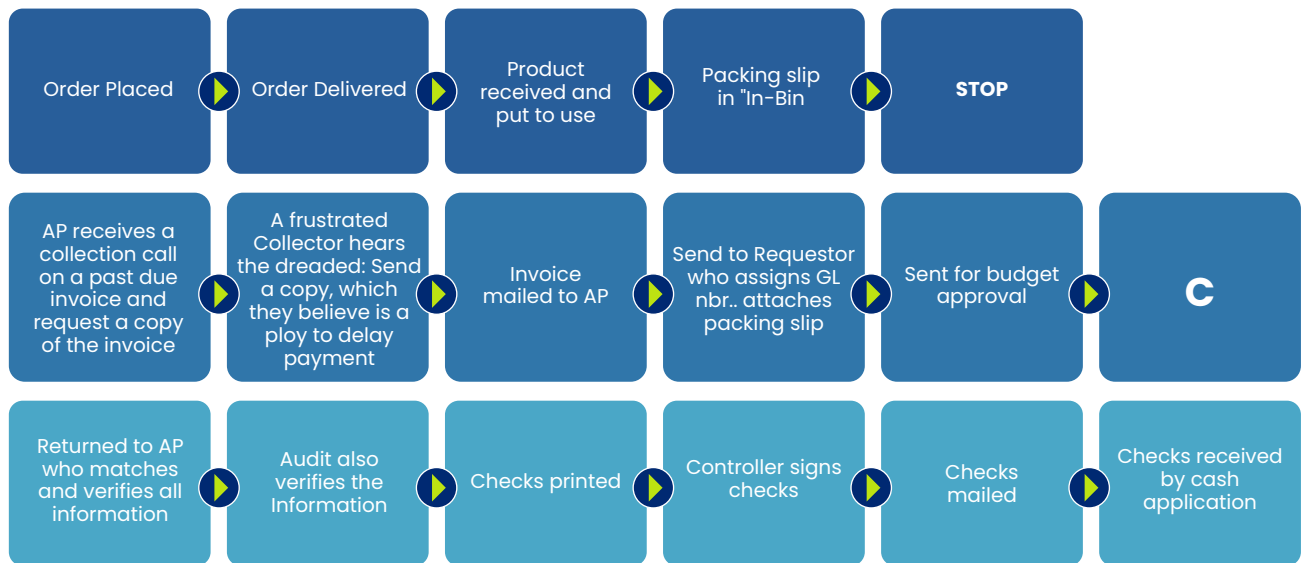 Order Placed
Order Delivered
Product
received and
put to use
Packing slip
in "In-Bin
STOP
AP receives a
collection call
on a past due
invoice and
request a copy
of the invoice
A frustrated
Collector hears
the dreaded: Send
a copy, which
they believe is a
ploy to delay
payment
Invoice
mailed to AP
Send to Requestor
who assigns GL
nbr.. attaches
packing slip
Sent for budget
approval
C
Returned to AP
who matches
and verifies all
information
Audit also
verifies the
Information
Checks printed
Controller signs
checks
Checks
mailed
Checks received
by cash
application